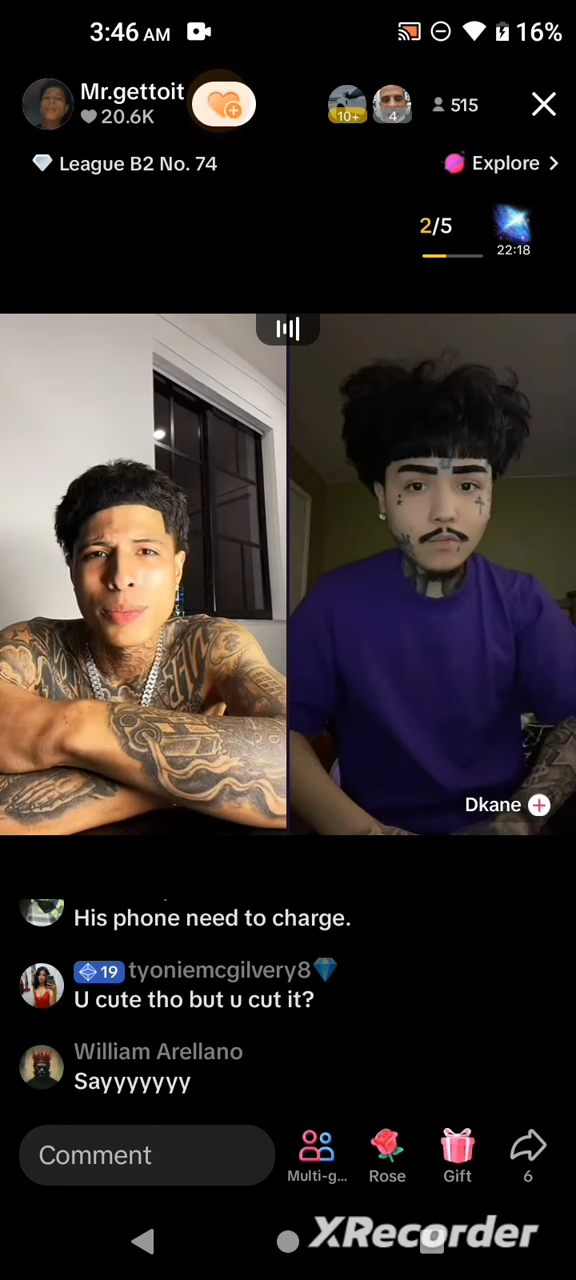 3:46 AM
16%
Mr.gettoit
20.6K
10+
4
515
League B2 No. 74
Explore >
2/5
22:18
Dkane
His phone need to charge.
19 tyoniemcgilvery8
U cute tho but u cut it?
William Arellano
Sayyyyyyy
Comment
Multi-g...
Rose
Gift
6
XRecorder